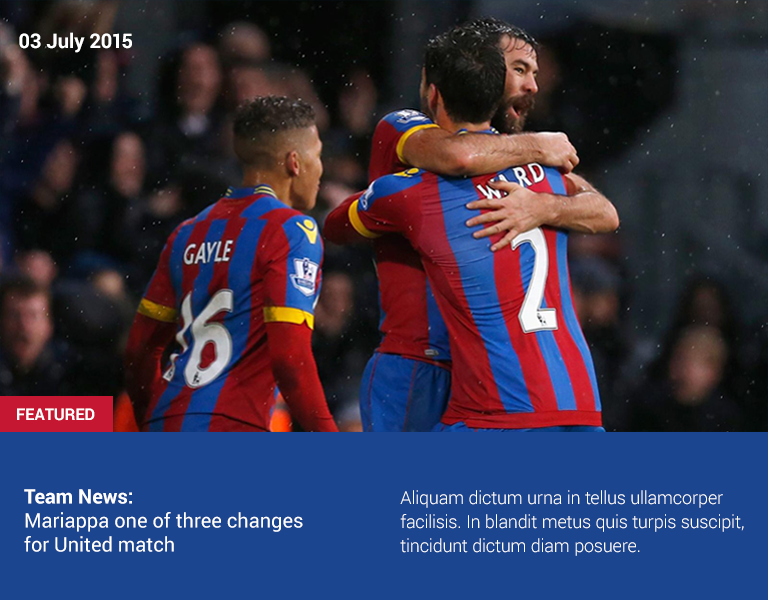 03 July 2015
WARD
GAYLE
2
16
FEATURED
Team News:
Mariappa one of three changes
for United match
Aliquam dictum urna in tellus ullamcorper
facilisis. In blandit metus quis turpis suscipit,
tincidunt dictum diam posuere.